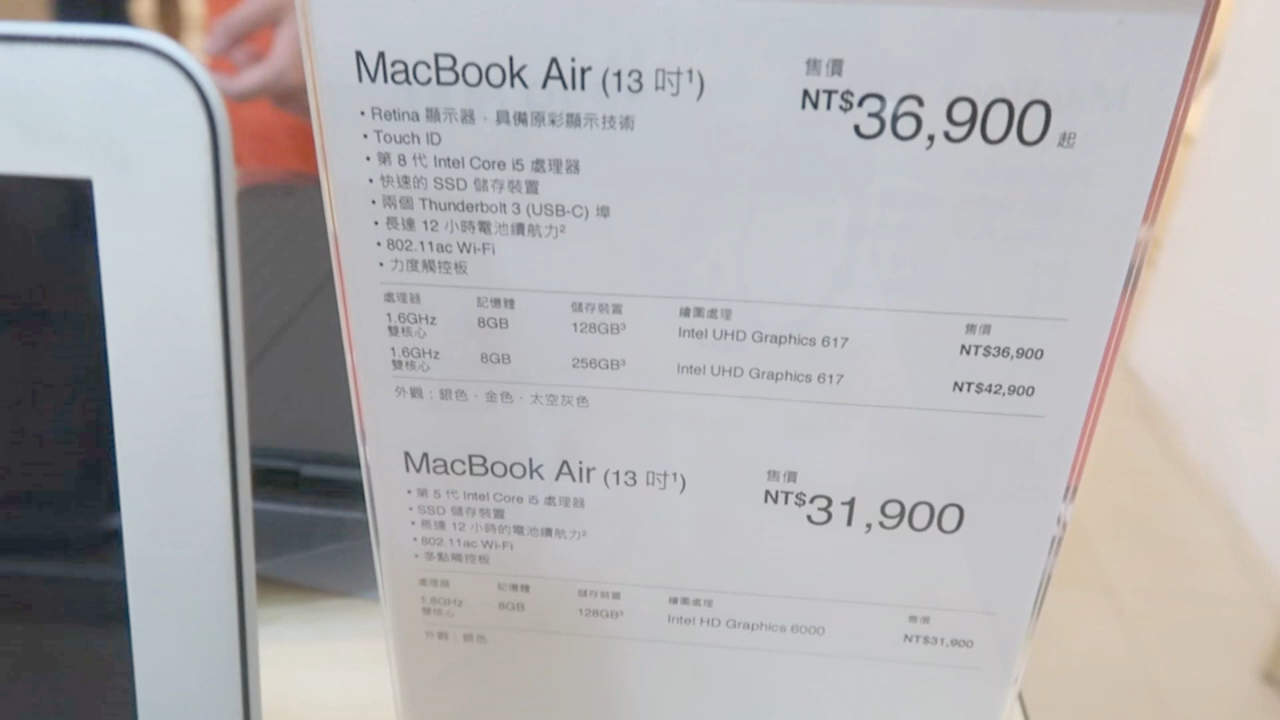 MacBook Air (13 吋¹)
售價
NT$36,900 起
• Retina 顯示器，具備原彩顯示技術
• Touch ID
• 第 8 代 Intel Core i5 處理器
• 快速的 SSD 儲存裝置
• 兩個 Thunderbolt 3 (USB-C) 埠
• 長達 12 小時電池續航力²
• 802.11ac Wi-Fi
• 力度觸控板
處理器 記憶體 儲存裝置 繪圖處理 售價
1.6GHz 8GB 128GB³ Intel UHD Graphics 617 NT$36,900
雙核心
1.6GHz 8GB 256GB³ Intel UHD Graphics 617 NT$42,900
雙核心
外觀：銀色 · 金色 · 太空灰色
MacBook Air (13 吋¹)
售價
NT$31,900
• 第 5 代 Intel Core i5 處理器
• SSD 儲存裝置
• 長達 12 小時的電池續航力²
• 802.11ac Wi-Fi
• 多點觸控板
處理器 記憶體 儲存裝置 繪圖處理 售價
1.8GHz 8GB 128GB³ Intel HD Graphics 6000 NT$31,900
雙核心
外觀：銀色